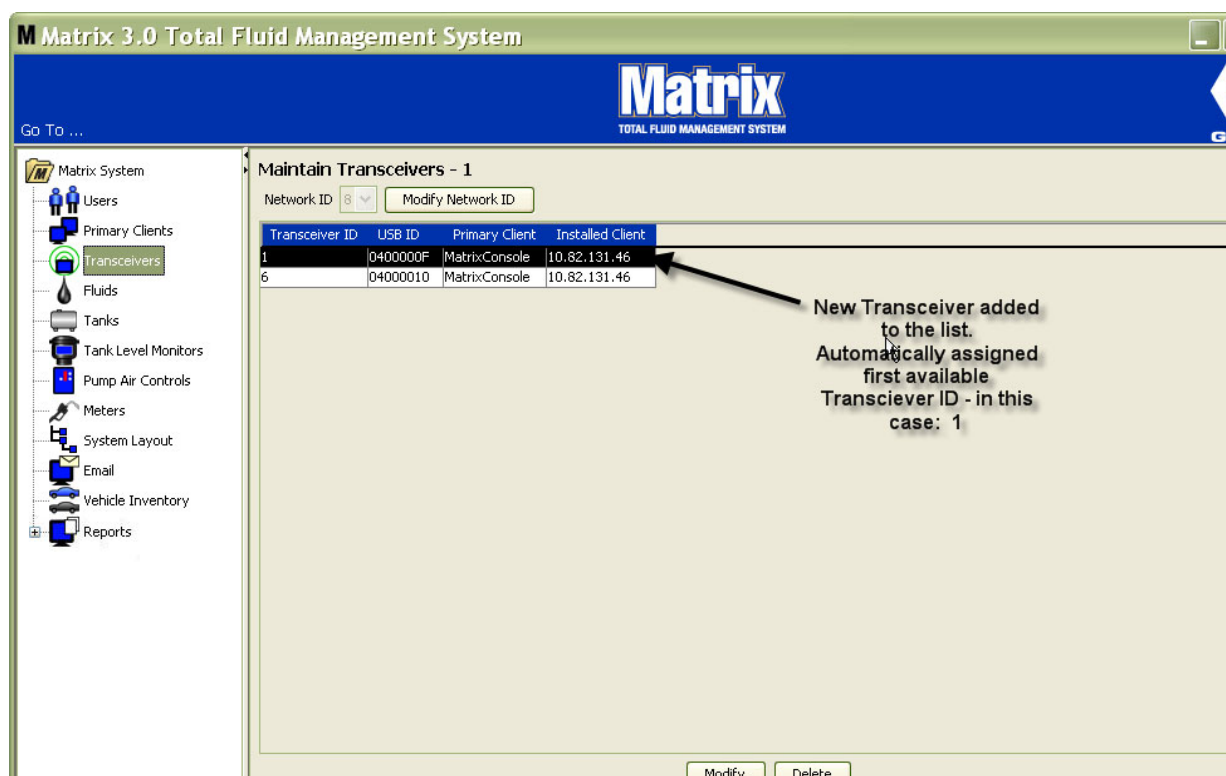 M Matrix 3.0 Total Fluid Management System
Matrix
TOTAL FLUID MANAGEMENT SYSTEM
Go To ...
G
Matrix System
Users
Primary Clients
Transceivers
Fluids
Tanks
Tank Level Monitors
Pump Air Controls
Meters
System Layout
Email
Vehicle Inventory
Reports
Maintain Transceivers - 1
Network ID 8 Modify Network ID
Transceiver ID USB ID Primary Client Installed Client
1 0400000F MatrixConsole 10.82.131.46
6 04000010 MatrixConsole 10.82.131.46
New Transceiver added
to the list.
Automatically assigned
first available
Transciever ID - in this
case: 1
Modify Delete